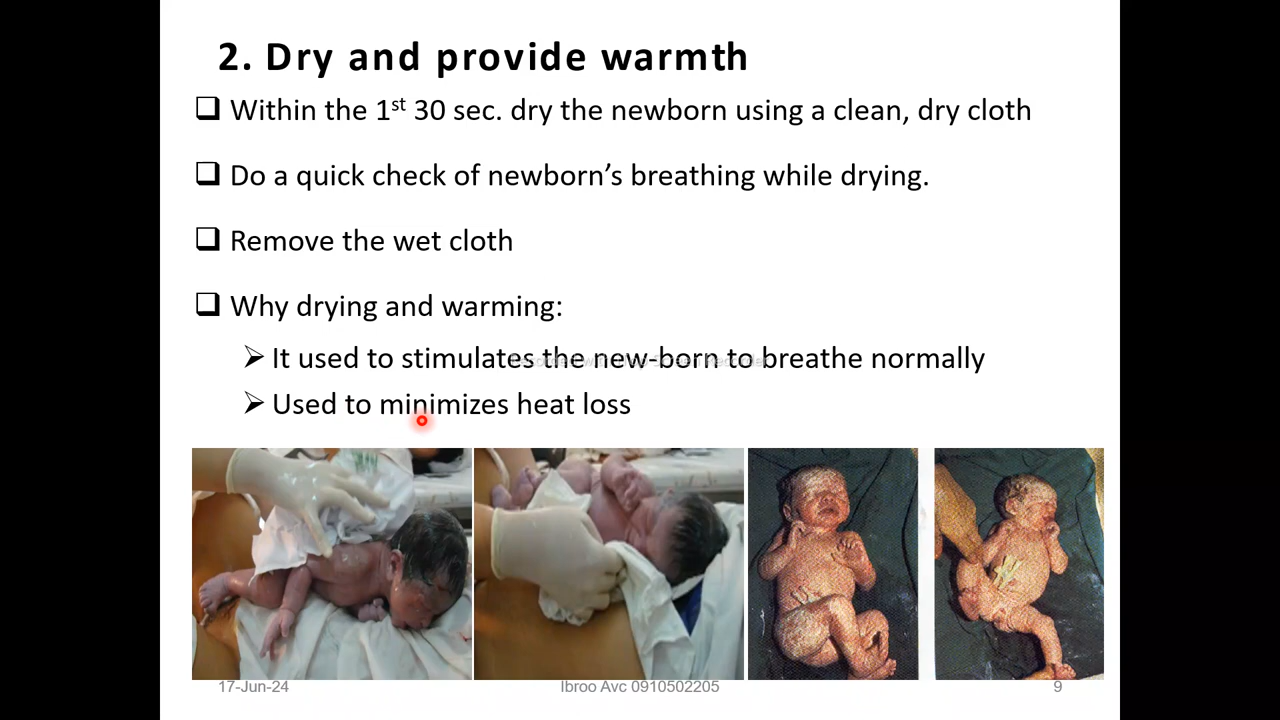 2. Dry and provide warmth
❑ Within the 1st 30 sec. dry the newborn using a clean, dry cloth
❑ Do a quick check of newborn’s breathing while drying.
❑ Remove the wet cloth
❑ Why drying and warming:
➢ It used to stimulates the new-born to breathe normally
➢ Used to minimizes heat loss
17-Jun-24
Ibroo Avc 0910502205
9